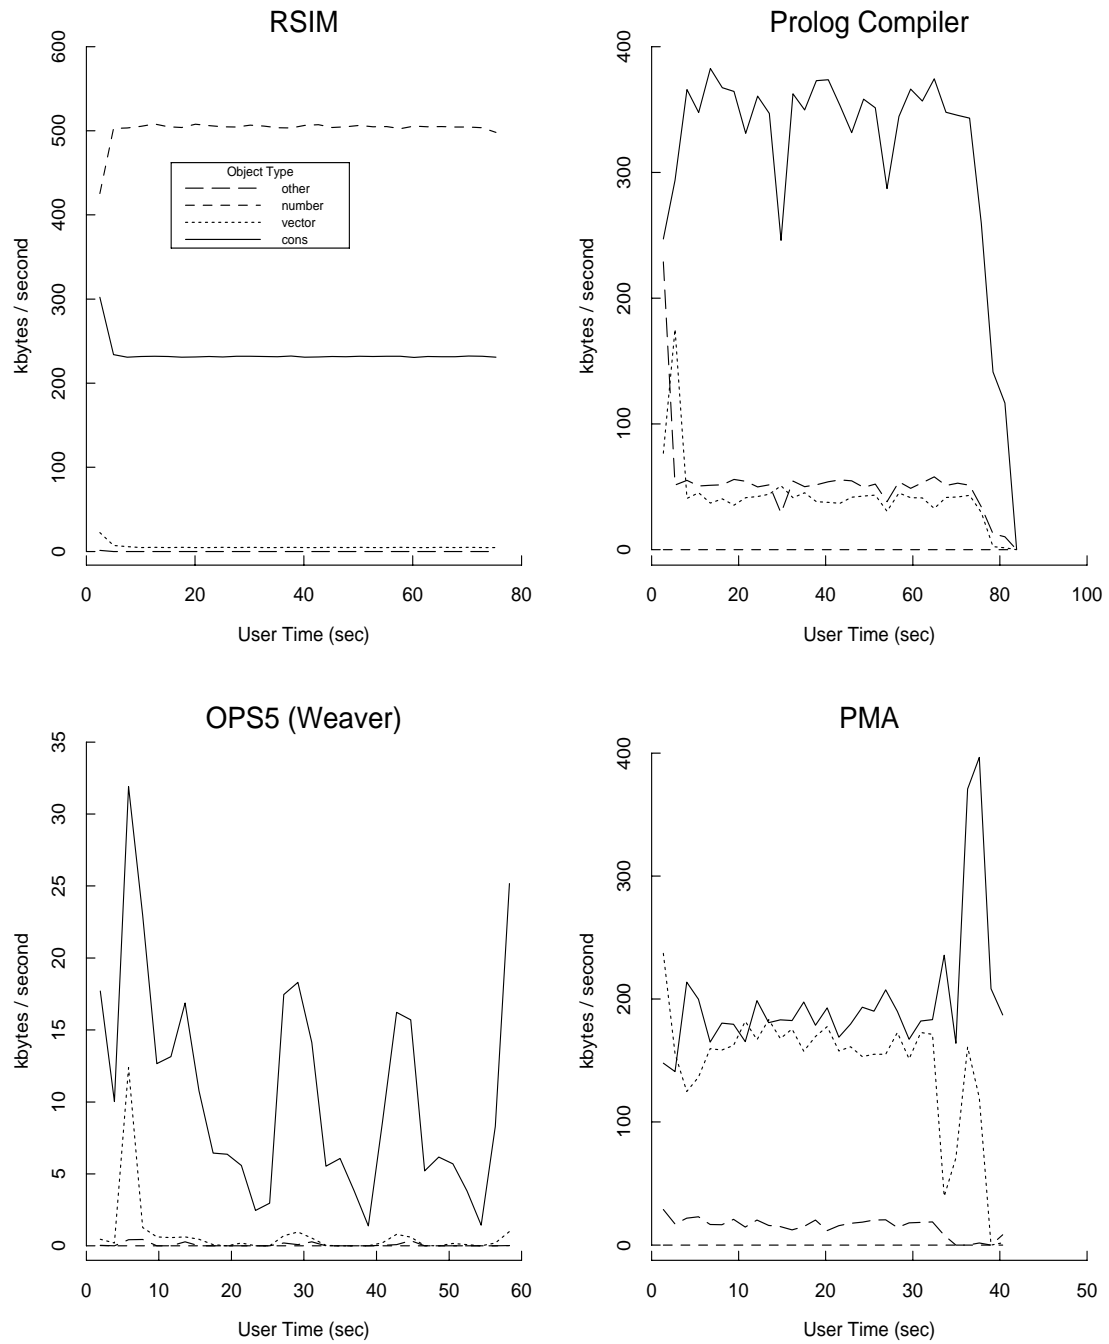 RSIM
kbytes / second
600
500
400
300
200
100
0
Object Type
other
number
vector
cons
0 20 40 60 80
User Time (sec)
Prolog Compiler
kbytes / second
400
300
200
100
0
0 20 40 60 80 100
User Time (sec)
OPS5 (Weaver)
kbytes / second
35
30
25
20
15
10
5
0
0 10 20 30 40 50 60
User Time (sec)
PMA
kbytes / second
400
300
200
100
0
0 10 20 30 40 50
User Time (sec)